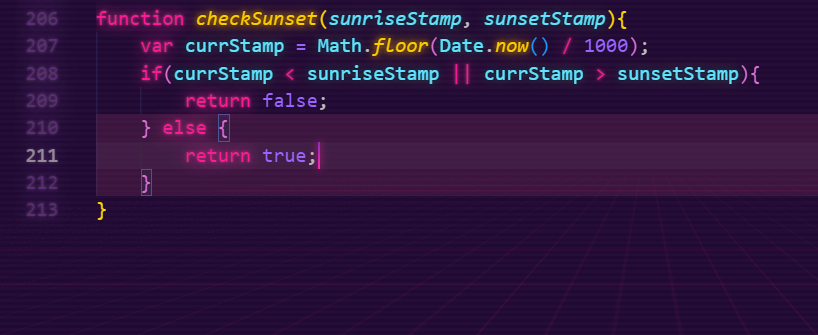 206 function checkSunset(sunriseStamp, sunsetStamp){
207 var currStamp = Math.floor(Date.now() / 1000);
208 if(currStamp < sunriseStamp || currStamp > sunsetStamp){
209 return false;
210 } else {
211 return true;
212 }
213 }